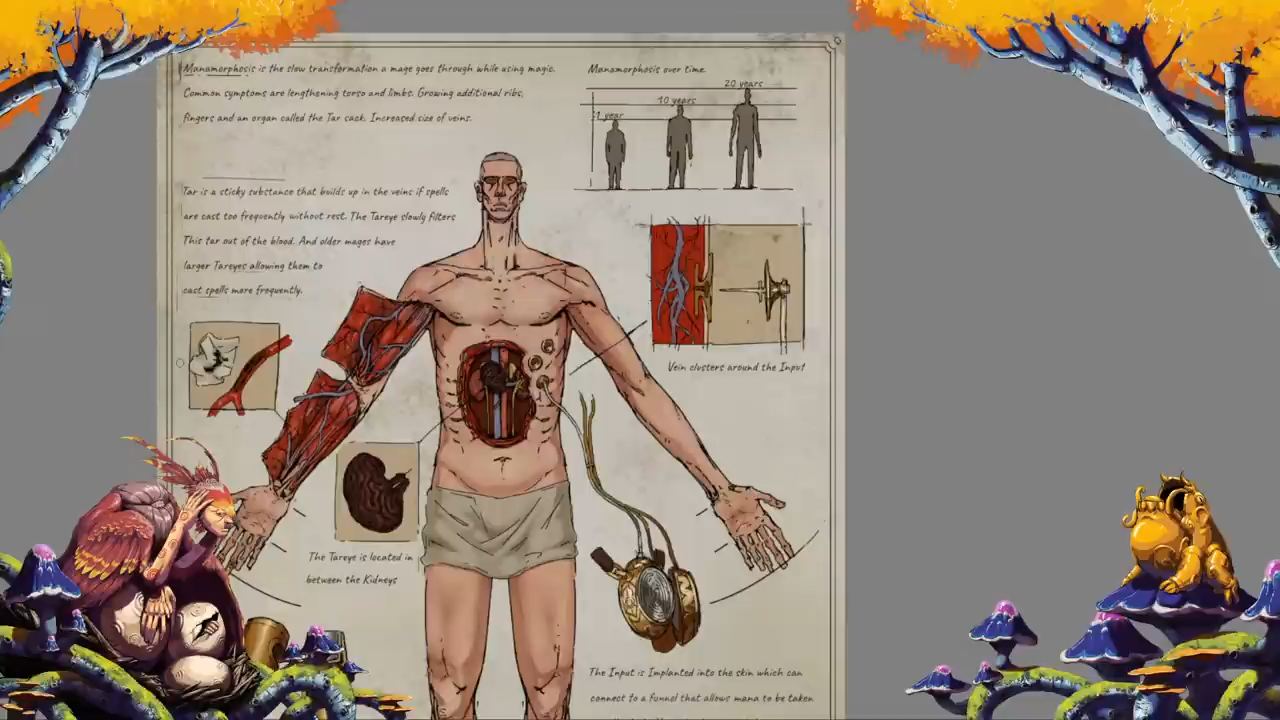 Manamorphosis is the slow transformation a mage goes through while using magic.
Common symptoms are lengthening torso and limbs. Growing additional ribs,
fingers and an organ called the Tar sack. Increased size of veins.
Tar is a sticky substance that builds up in the veins if spells
are cast too frequently without rest. The Tareye slowly filters
This tar out of the blood. And older mages have
larger Tareyes allowing them to
cast spells more frequently.
Manamorphosis over time.
20 years
10 years
1 year
Vein clusters around the Input
The Tareye is located in
between the Kidneys
The Input is Implanted into the skin which can
connect to a funnel that allows mana to be taken